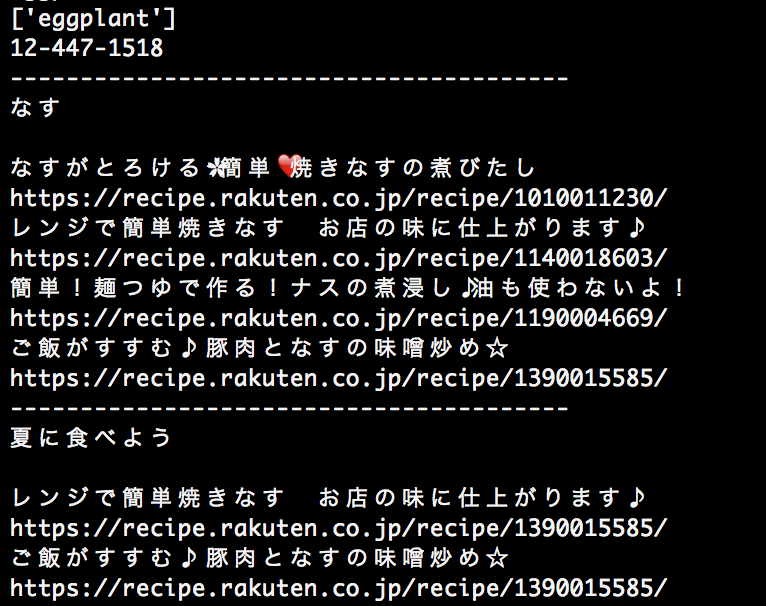 ['eggplant']
12-447-1518
-------------------------------------------
なす
なすがとろける✲簡単❤焼きなすの煮びたし
https://recipe.rakuten.co.jp/recipe/1010011230/
レンジで簡単焼きなす　お店の味に仕上がります♪
https://recipe.rakuten.co.jp/recipe/1140018603/
簡単！麺つゆで作る！ナスの煮浸し♪油も使わないよ！
https://recipe.rakuten.co.jp/recipe/1190004669/
ご飯がすすむ♪豚肉となすの味噌炒め☆
https://recipe.rakuten.co.jp/recipe/1390015585/
-------------------------------------------
夏に食べよう
レンジで簡単焼きなす　お店の味に仕上がります♪
https://recipe.rakuten.co.jp/recipe/1390015585/
ご飯がすすむ♪豚肉となすの味噌炒め☆
https://recipe.rakuten.co.jp/recipe/1390015585/